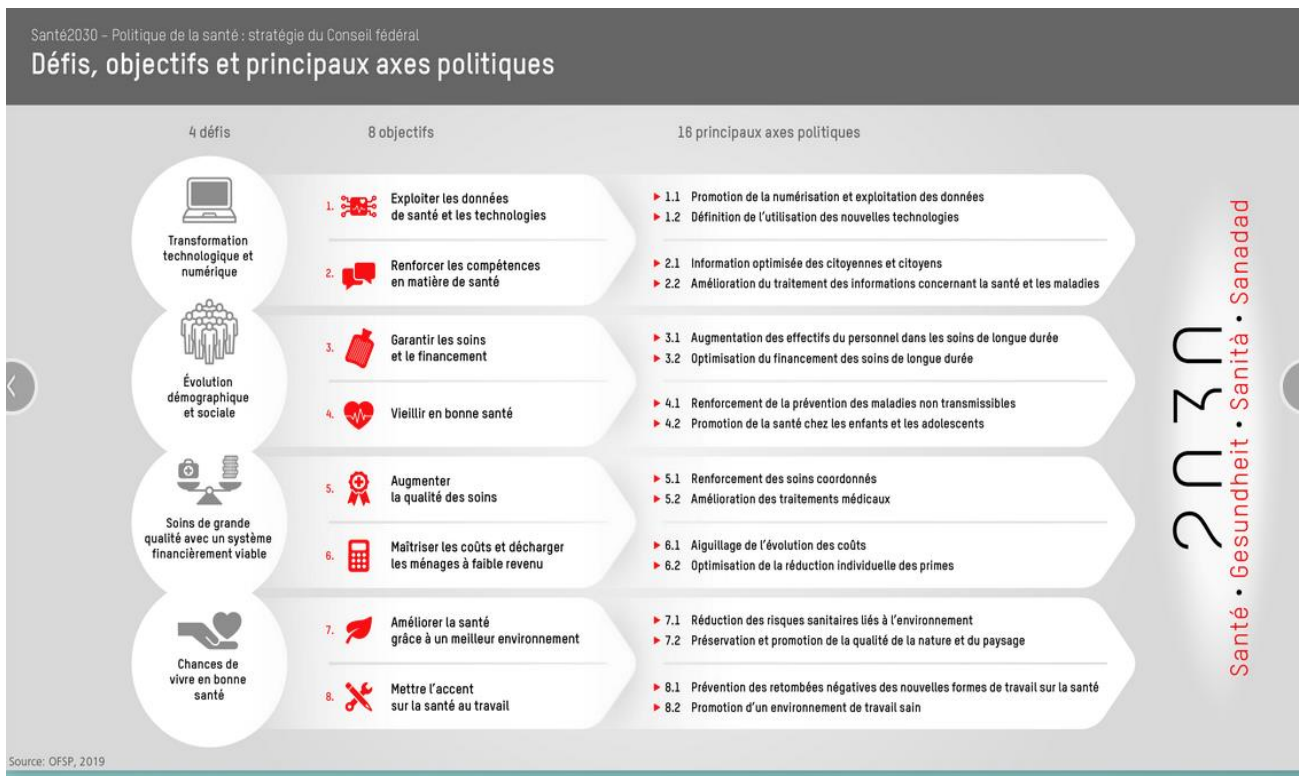 Santé2030 – Politique de la santé : stratégie du Conseil fédéral
Défis, objectifs et principaux axes politiques
4 défis
8 objectifs
16 principaux axes politiques
Transformation
technologique et
numérique
1. Exploiter les données
de santé et les technologies
▶ 1.1 Promotion de la numérisation et exploitation des données
▶ 1.2 Définition de l'utilisation des nouvelles technologies
2. Renforcer les compétences
en matière de santé
▶ 2.1 Information optimisée des citoyennes et citoyens
▶ 2.2 Amélioration du traitement des informations concernant la santé et les maladies
Évolution
démographique
et sociale
3. Garantir les soins
et le financement
▶ 3.1 Augmentation des effectifs du personnel dans les soins de longue durée
▶ 3.2 Optimisation du financement des soins de longue durée
4. Vieillir en bonne santé
▶ 4.1 Renforcement de la prévention des maladies non transmissibles
▶ 4.2 Promotion de la santé chez les enfants et les adolescents
Soins de grande
qualité avec un système
financièrement viable
5. Augmenter
la qualité des soins
▶ 5.1 Renforcement des soins coordonnés
▶ 5.2 Amélioration des traitements médicaux
6. Maîtriser les coûts et décharger
les ménages à faible revenu
▶ 6.1 Aiguillage de l'évolution des coûts
▶ 6.2 Optimisation de la réduction individuelle des primes
Chances de
vivre en bonne
santé
7. Améliorer la santé
grâce à un meilleur environnement
▶ 7.1 Réduction des risques sanitaires liés à l'environnement
▶ 7.2 Préservation et promotion de la qualité de la nature et du paysage
8. Mettre l'accent
sur la santé au travail
▶ 8.1 Prévention des retombées négatives des nouvelles formes de travail sur la santé
▶ 8.2 Promotion d'un environnement de travail sain
2030
Santé • Gesundheit • Sanità • Sanadad
Source: OFSP, 2019